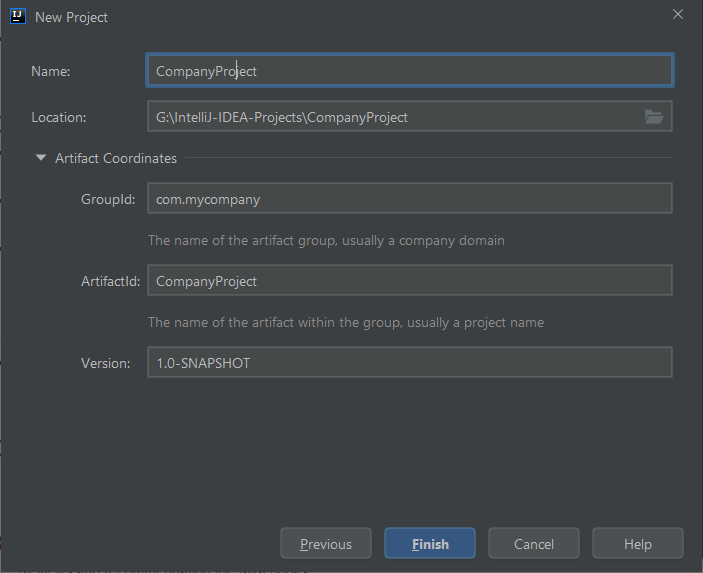 IJ
New Project
Name: CompanyProject
Location: G:\IntelliJ-IDEA-Projects\CompanyProject
Artifact Coordinates
GroupId: com.mycompany
The name of the artifact group, usually a company domain
ArtifactId: CompanyProject
The name of the artifact within the group, usually a project name
Version: 1.0-SNAPSHOT
Previous Finish Cancel Help